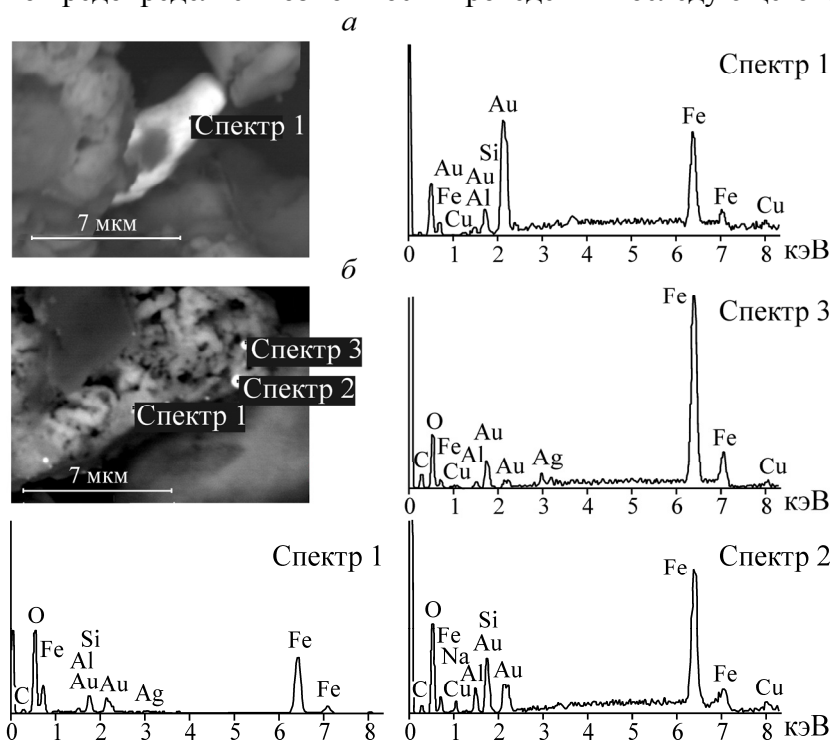 а
Спектр 1
7 мкм
Спектр 1
Au
Fe
Si
Au
Au
Fe
Al
Cu
Fe
Cu
0 1 2 3 4 5 6 7 8 кэВ
б
Спектр 3
Спектр 2
Спектр 1
7 мкм
Спектр 3
Fe
O
Fe
Au
C
Cu
Al
Au
Ag
Fe
Cu
0 1 2 3 4 5 6 7 8 кэВ
Спектр 1
O
Fe
Si
Al
Au
Au
Ag
C
Fe
Fe
0 1 2 3 4 5 6 7 8
Спектр 2
Fe
O
Fe
Si
Na
Au
Al
Au
C
Cu
Fe
Cu
0 1 2 3 4 5 6 7 8 кэВ